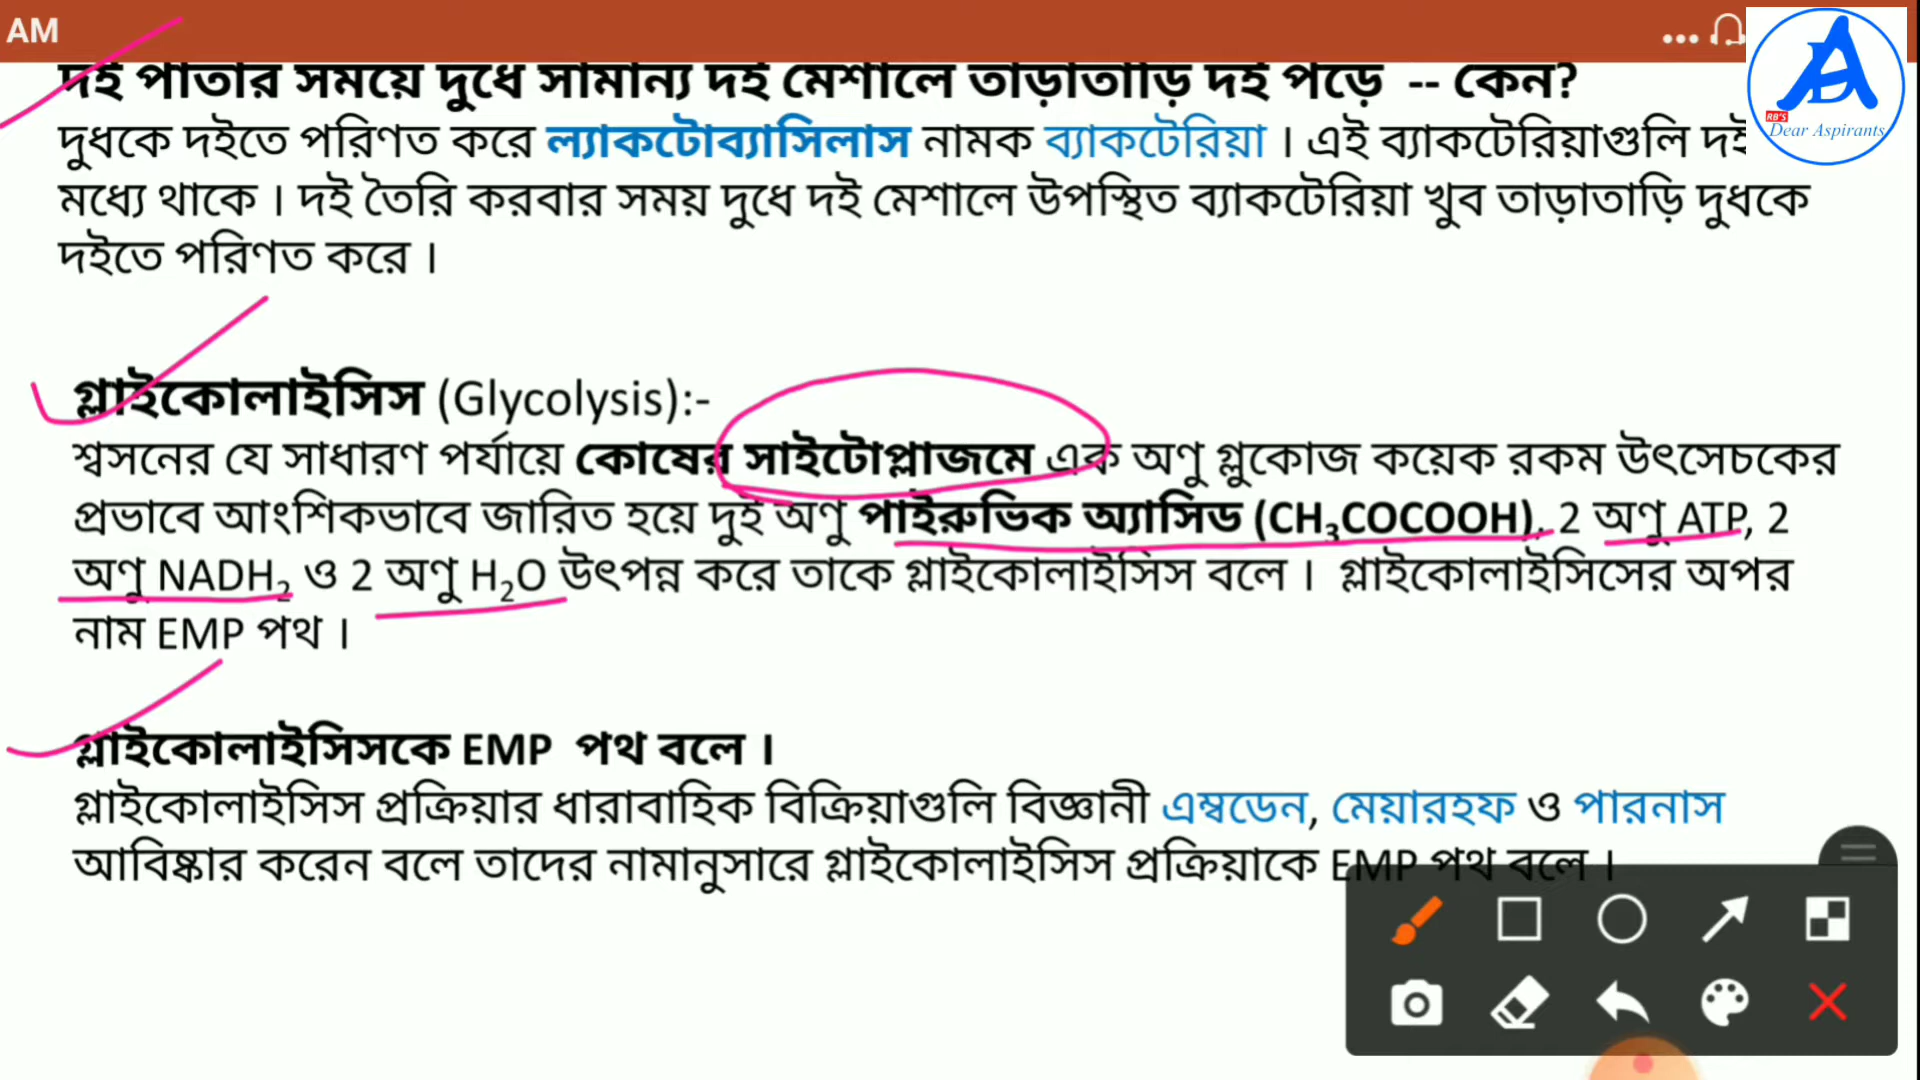 AM
দই পাতার সময়ে দুধে সামান্য দই মেশালে তাড়াতাড়ি দই পড়ে -- কেন?
দুধকে দইতে পরিণত করে ল্যাকটোব্যাসিলাস নামক ব্যাকটেরিয়া । এই ব্যাকটেরিয়াগুলি
মধ্যে থাকে । দই তৈরি করবার সময় দুধে দই মেশালে উপস্থিত ব্যাকটেরিয়া খুব তাড়াতাড়ি দুধকে
দইতে পরিণত করে ।
গ্লাইকোলাইসিস (Glycolysis):-
শ্বসনের যে সাধারণ পর্যায়ে কোষের সাইটোপ্লাজমে এক অণু গ্লুকোজ কয়েক রকম উৎসেচকের
প্রভাবে আংশিকভাবে জারিত হয়ে দুই অণু পাইরুভিক অ্যাসিড (CH₃COCOOH), 2 অণু ATP, 2
অণু NADH₂ ও 2 অণু H₂O উৎপন্ন করে তাকে গ্লাইকোলাইসিস বলে । গ্লাইকোলাইসিসের অপর
নাম EMP পথ ।
গ্লাইকোলাইসিসকে EMP পথ বলে ।
গ্লাইকোলাইসিস প্রক্রিয়ার ধারাবাহিক বিক্রিয়াগুলি বিজ্ঞানী এম্বডেন, মেয়ারহফ ও পারনাস
আবিষ্কার করেন বলে তাদের নামানুসারে গ্লাইকোলাইসিস প্রক্রিয়াকে EMP পথ বলে ।
AD
RB'S
Dear Aspirants